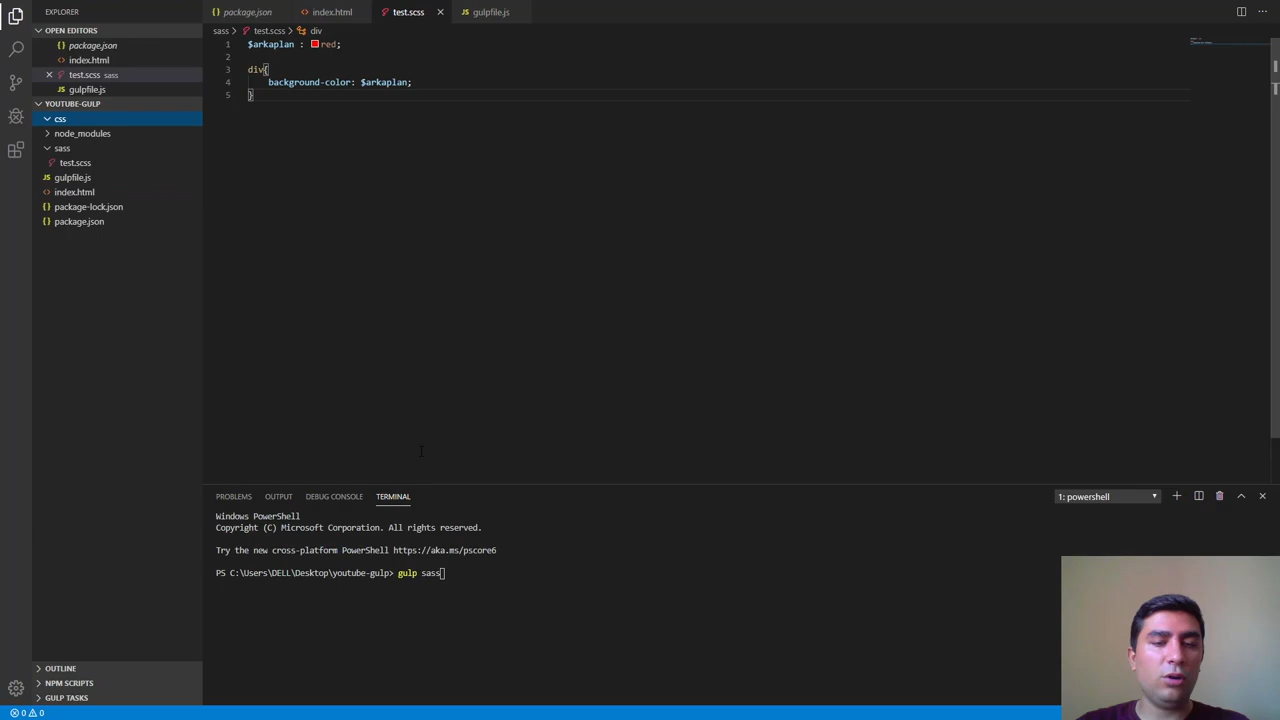 EXPLORER
OPEN EDITORS
package.json
index.html
test.scss sass
gulpfile.js
YOUTUBE-GULP
css
node_modules
sass
test.scss
gulpfile.js
index.html
package-lock.json
package.json
OUTLINE
NPM SCRIPTS
GULP TASKS
0 0
package.json index.html test.scss gulpfile.js
sass > test.scss > div
1 $arkaplan : red;
2
3 div{
4 background-color: $arkaplan;
5 }
PROBLEMS OUTPUT DEBUG CONSOLE TERMINAL 1: powershell
Windows PowerShell
Copyright (C) Microsoft Corporation. All rights reserved.
Try the new cross-platform PowerShell https://aka.ms/pscore6
PS C:\Users\DELL\Desktop\youtube-gulp> gulp sass